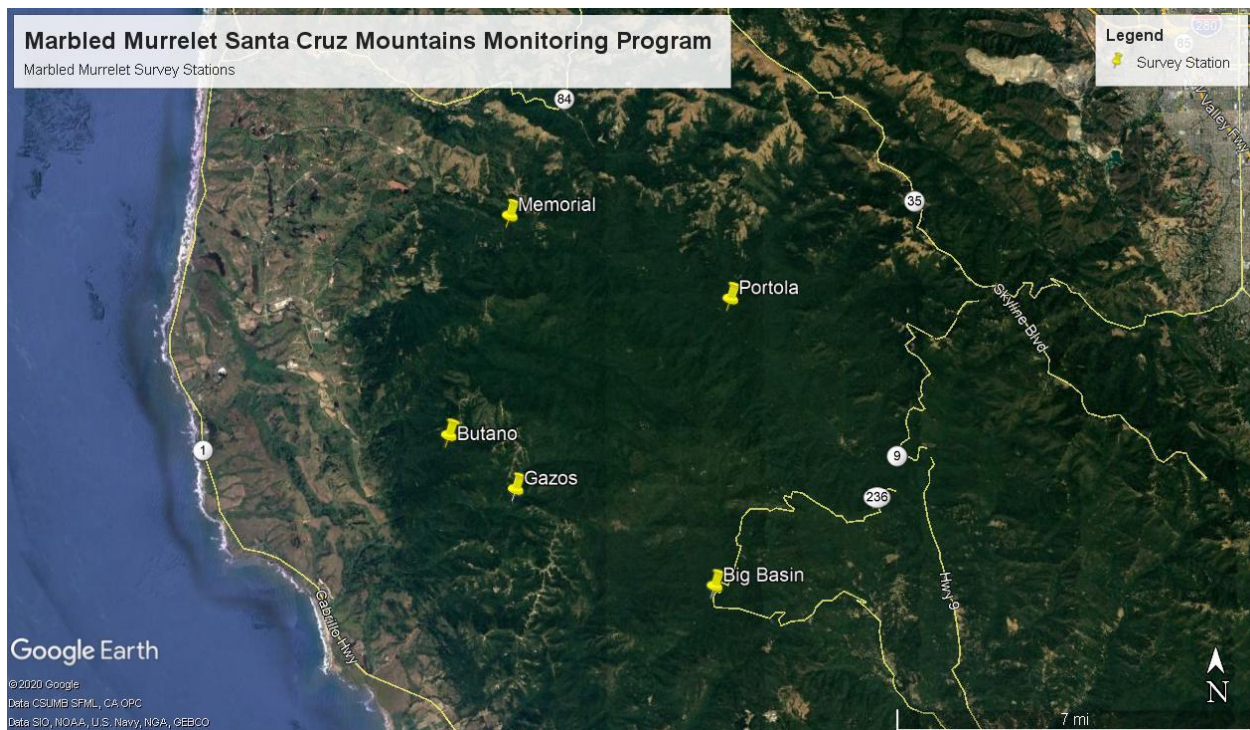 Marbled Murrelet Santa Cruz Mountains Monitoring Program
Marbled Murrelet Survey Stations
Legend
Survey Station
280
85
84
Valley Fwy
Memorial
35
Portola
Skyline Blvd
Butano
1
9
Gazos
236
Big Basin
Hwy 9
Cabrillo Hwy
Google Earth
© 2020 Google
Data CSUMB SFML, CA OPC
Data SIO, NOAA, U.S. Navy, NGA, GEBCO
N
7 mi